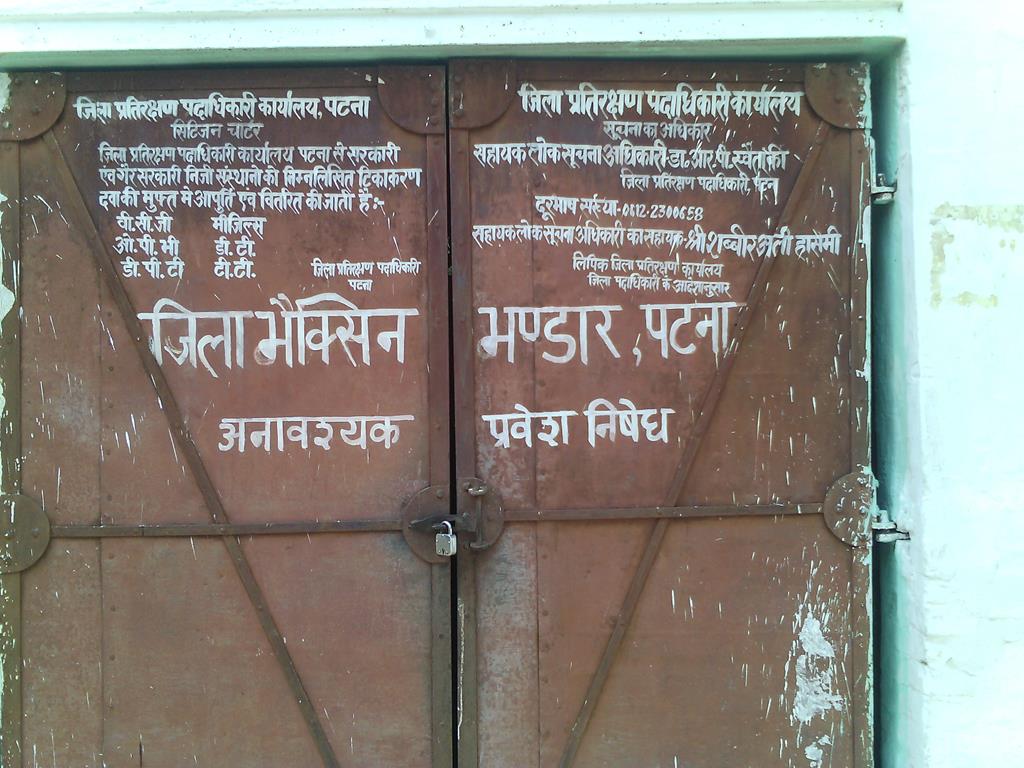 जिला प्रतिरक्षण पदाधिकारी कार्यालय, पटना
सिटिजन चार्टर
जिला प्रतिरक्षण पदाधिकारी कार्यालय पटना से सरकारी
एवं गैर सरकारी निजी संस्थानों को निम्नलिखित टिकाकरण
दवा की मुफ्त में आपूर्ति एवं वितरित की जाती है:-
वी.सी.जी मीजिल्स
ओ.पी.भी डी.टी.
डी.पी.टी टी.टी.
जिला प्रतिरक्षण पदाधिकारी
पटना
जिला भैक्सिन
अनावश्यक
जिला प्रतिरक्षण पदाधिकारी कार्यालय
सूचना का अधिकार
सहायक लोक सूचना अधिकारी-डा. आर.पी.
जिला प्रतिरक्षण पदाधिकारी, पटना
दूरभाष संख्या-0612-2300658
सहायक लोक सूचना अधिकारी का सहायक-श्री शब्बीर अली हासमी
लिपिक जिला प्रतिरक्षण कार्यालय
जिला पदाधिकारी के आदेशानुसार
भण्डार, पटना
प्रवेश निषेध